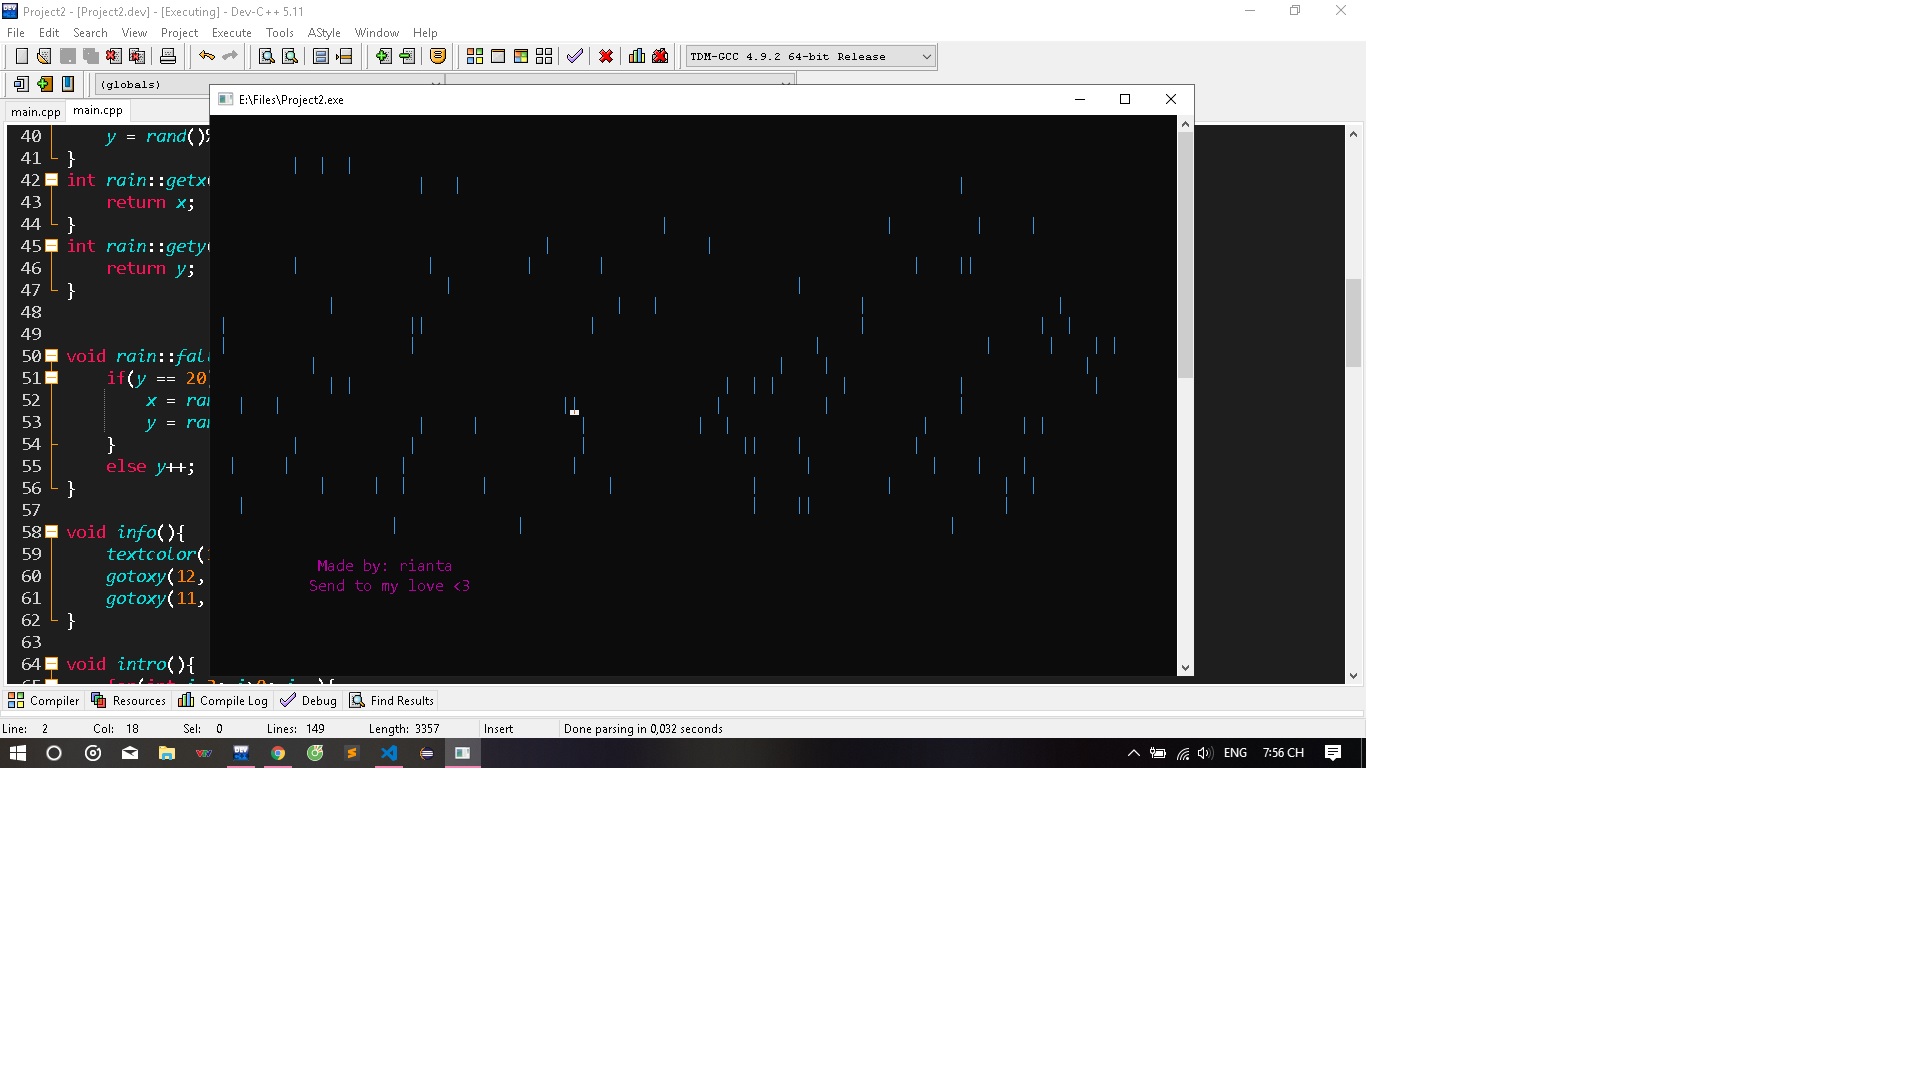 Project2 - [Project2.dev] - [Executing] - Dev-C++ 5.11
File Edit Search View Project Execute Tools AStyle Window Help
TDM-GCC 4.9.2 64-bit Release
(globals)
main.cpp main.cpp
E:\Files\Project2.exe
40 y = rand()%
41 }
42 int rain::getx(
43 return x;
44 }
45 int rain::gety(
46 return y;
47 }
48
49
50 void rain::fal
51 if(y == 20)
52 x = ra
53 y = ra
54 }
55 else y++;
56 }
57
58 void info(){
59 textcolor(
60 gotoxy(12,
61 gotoxy(11,
62 }
63
64 void intro(){
Made by: rianta
Send to my love <3
Compiler Resources Compile Log Debug Find Results
Line: 2 Col: 18 Sel: 0 Lines: 149 Length: 3357 Insert Done parsing in 0,032 seconds
ENG 7:56 CH